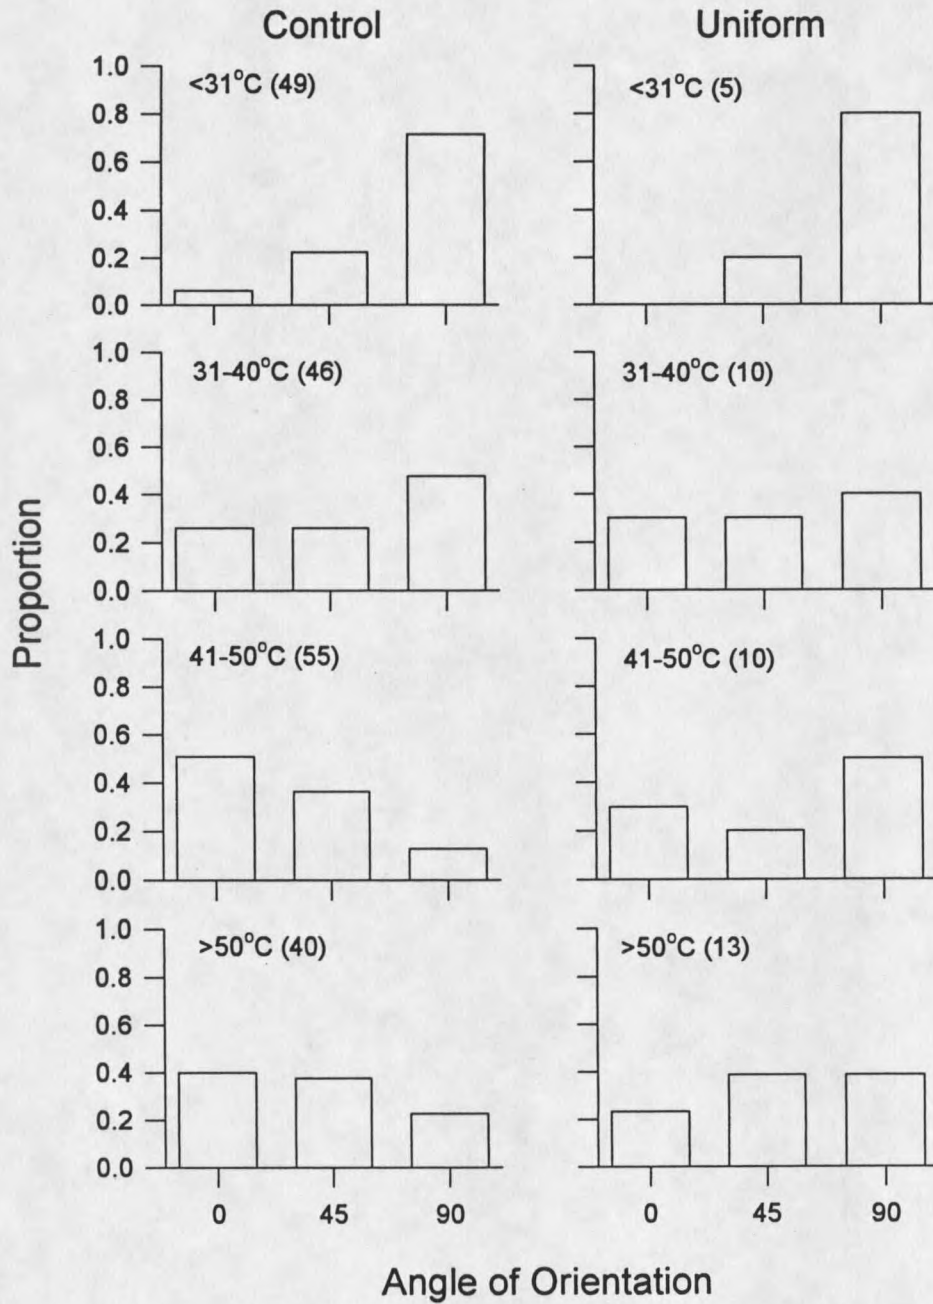 Control
Uniform
Proportion
1.0
0.8
0.6
0.4
0.2
0.0
<31°C (49)
<31°C (5)
1.0
0.8
0.6
0.4
0.2
0.0
31-40°C (46)
31-40°C (10)
1.0
0.8
0.6
0.4
0.2
0.0
41-50°C (55)
41-50°C (10)
1.0
0.8
0.6
0.4
0.2
0.0
>50°C (40)
>50°C (13)
0 45 90
0 45 90
Angle of Orientation